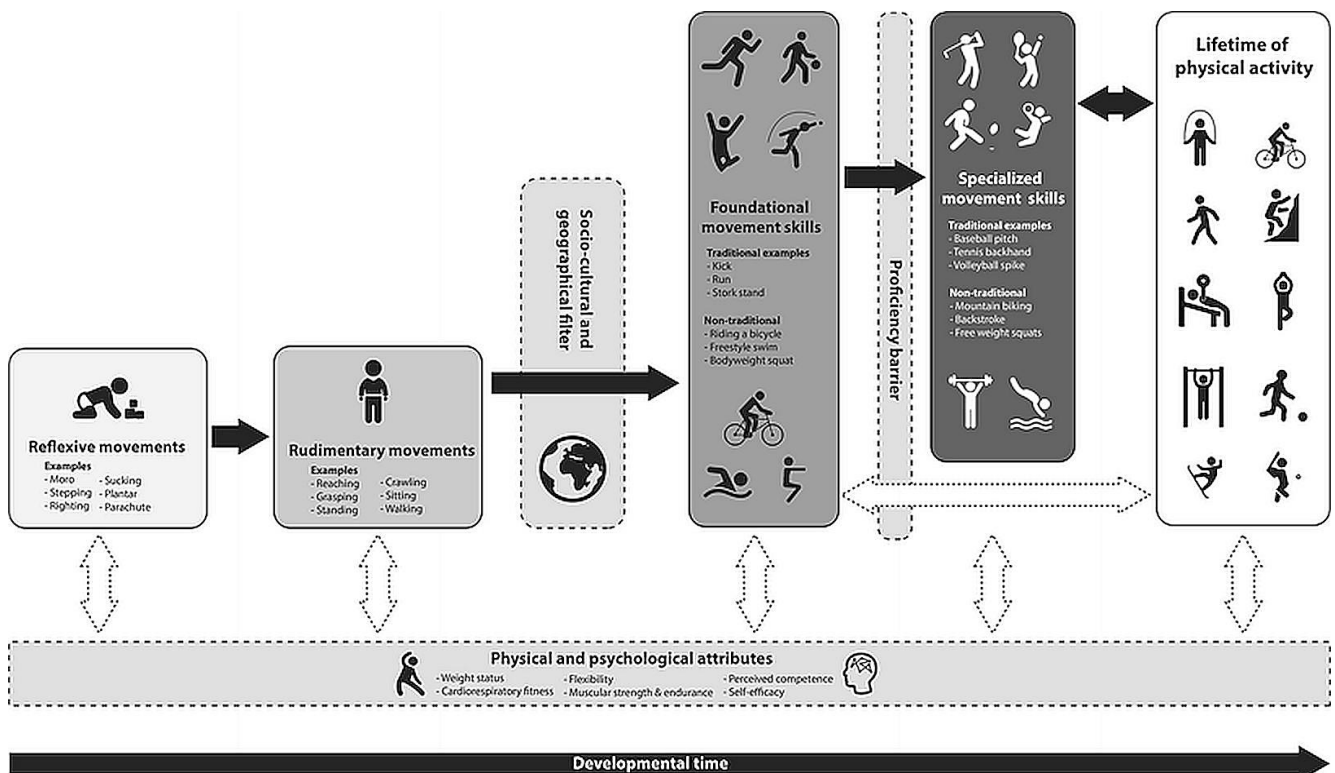 Reflexive movements
Examples
- Moro
- Stepping
- Righting
- Sucking
- Plantar
- Parachute
Rudimentary movements
Examples
- Reaching
- Grasping
- Standing
- Crawling
- Sitting
- Walking
Socio-cultural and
geographical filter
Foundational
movement skills
Traditional examples
- Kick
- Run
- Stork stand
Non-traditional
- Riding a bicycle
- Freestyle swim
- Bodyweight squat
Proficiency barrier
Specialized
movement skills
Traditional examples
- Baseball pitch
- Tennis backhand
- Volleyball spike
Non-traditional
- Mountain biking
- Backstroke
- Free weight squats
Lifetime of
physical activity
Physical and psychological attributes
- Weight status
- Cardiorespiratory fitness
- Flexibility
- Muscular strength & endurance
- Perceived competence
- Self-efficacy
Developmental time